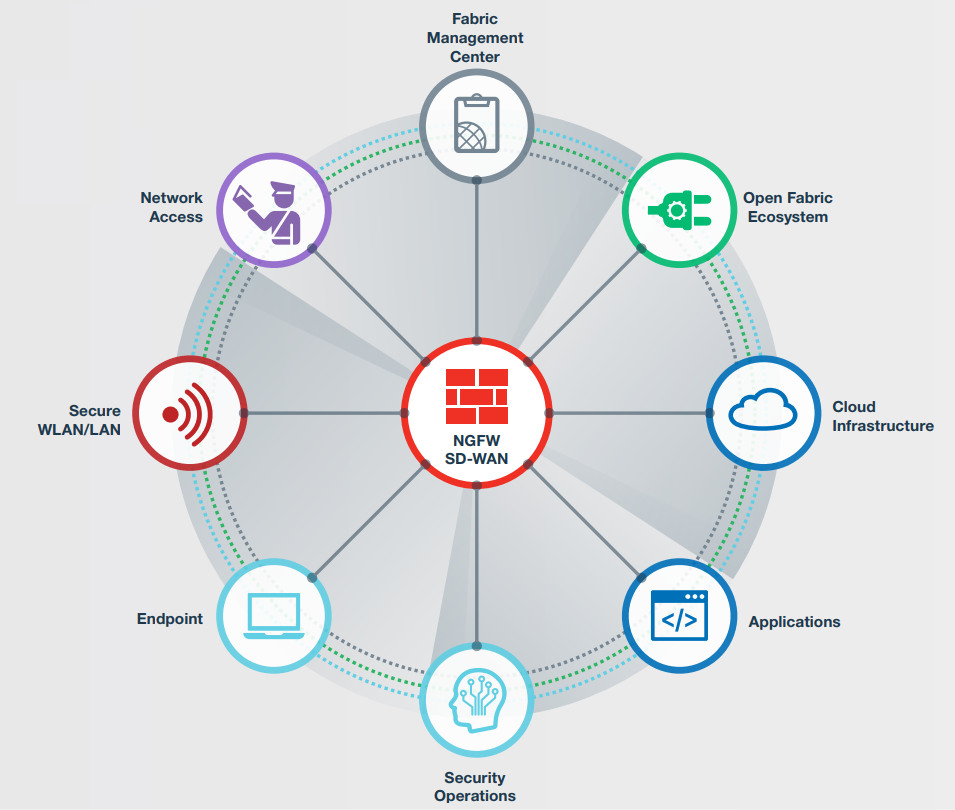 Fabric
Management
Center
Network
Access
Open Fabric
Ecosystem
Secure
WLAN/LAN
NGFW
SD-WAN
Cloud
Infrastructure
Endpoint
</>
Applications
Security
Operations